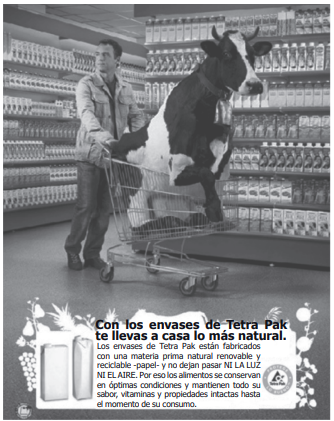 Con los envases de Tetra Pak
te llevas a casa lo más natural.
Los envases de Tetra Pak están fabricados
con una materia prima natural renovable y
reciclable -papel- y no dejan pasar NI LA LUZ
NI EL AIRE. Por eso los alimentos se conservan
en óptimas condiciones y mantienen todo su
sabor, vitaminas y propiedades intactas hasta
el momento de su consumo.